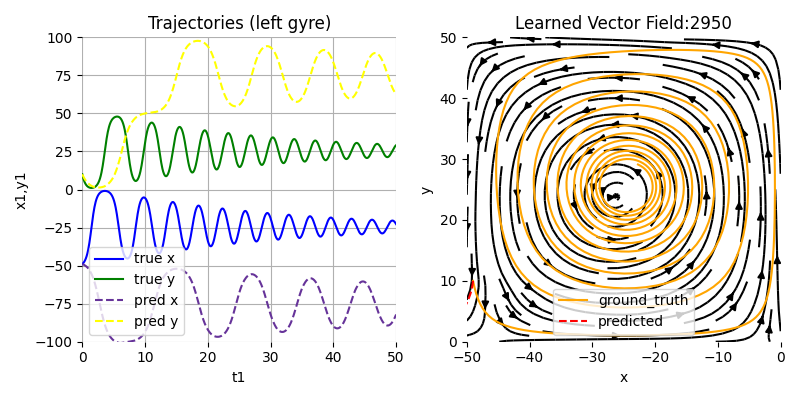 Trajectories (left gyre)
100
75
50
25
0
−25
−50
−75
−100
x1,y1
true x
true y
pred x
pred y
0 10 20 30 40 50
t1
Learned Vector Field:2950
50
40
30
20
10
0
y
ground_truth
predicted
−50 −40 −30 −20 −10 0
x